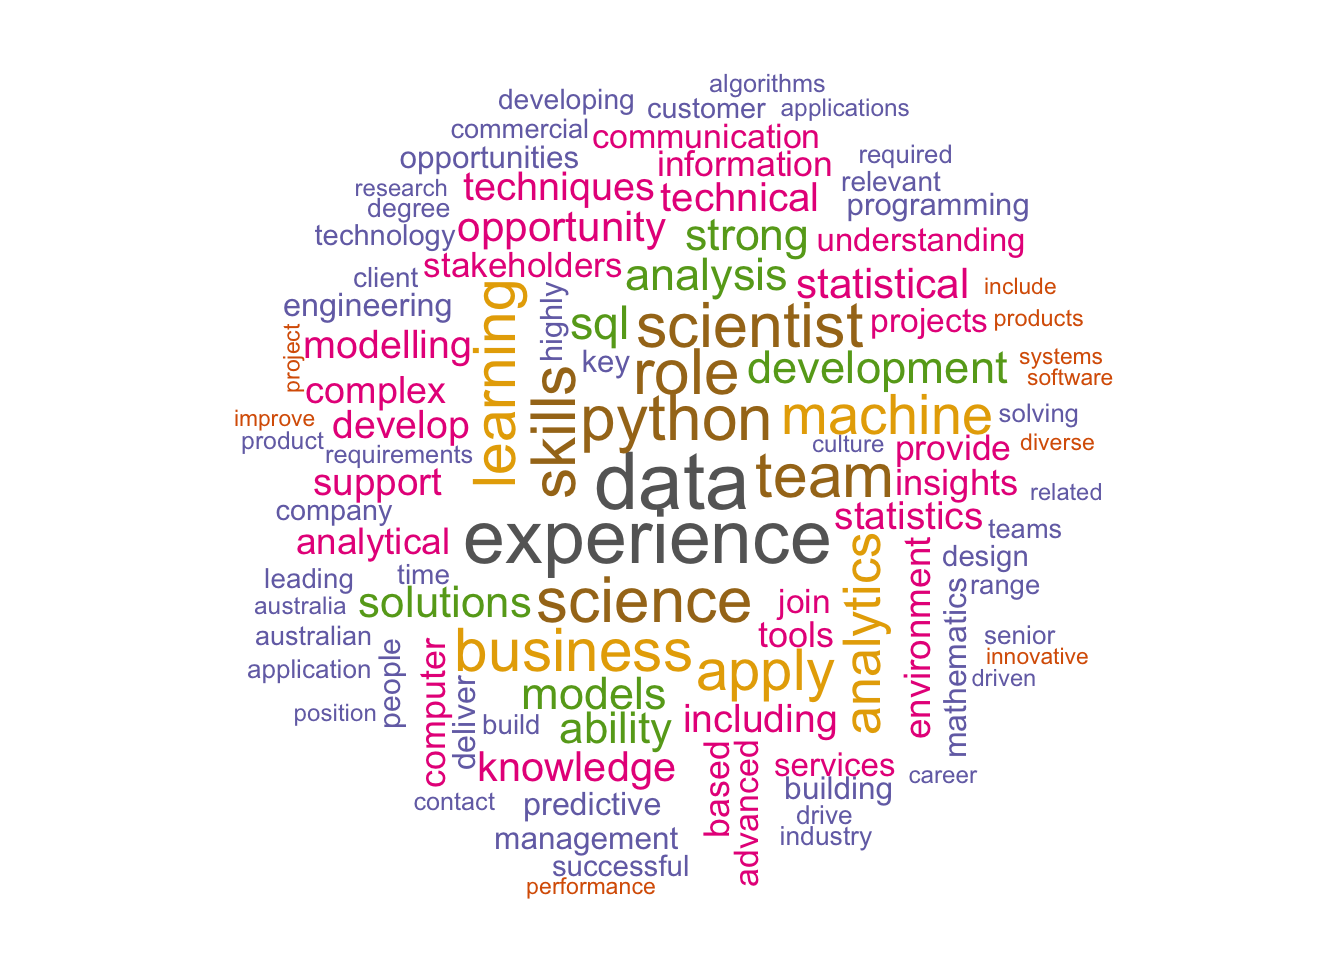 algorithms
developing
customer
applications
commercial
communication
opportunities
information
required
research
techniques
technical
relevant
degree
programming
technology
opportunity
strong
understanding
client
stakeholders
analysis
statistical
include
engineering
learning
highly
sql
scientist
projects
products
project
modelling
key
role
development
systems
software
complex
skills
python
machine
solving
improve
develop
product
requirements
culture
provide
diverse
support
data
team
insights
related
company
experience
statistics
teams
analytical
analytics
environment
design
leading
time
science
join
mathematics
range
australia
solutions
australian
people
computer
business
tools
senior
innovative
application
deliver
apply
driven
position
build
models
ability
including
knowledge
based
advanced
services
building
career
contact
predictive
drive
management
industry
successful
performance